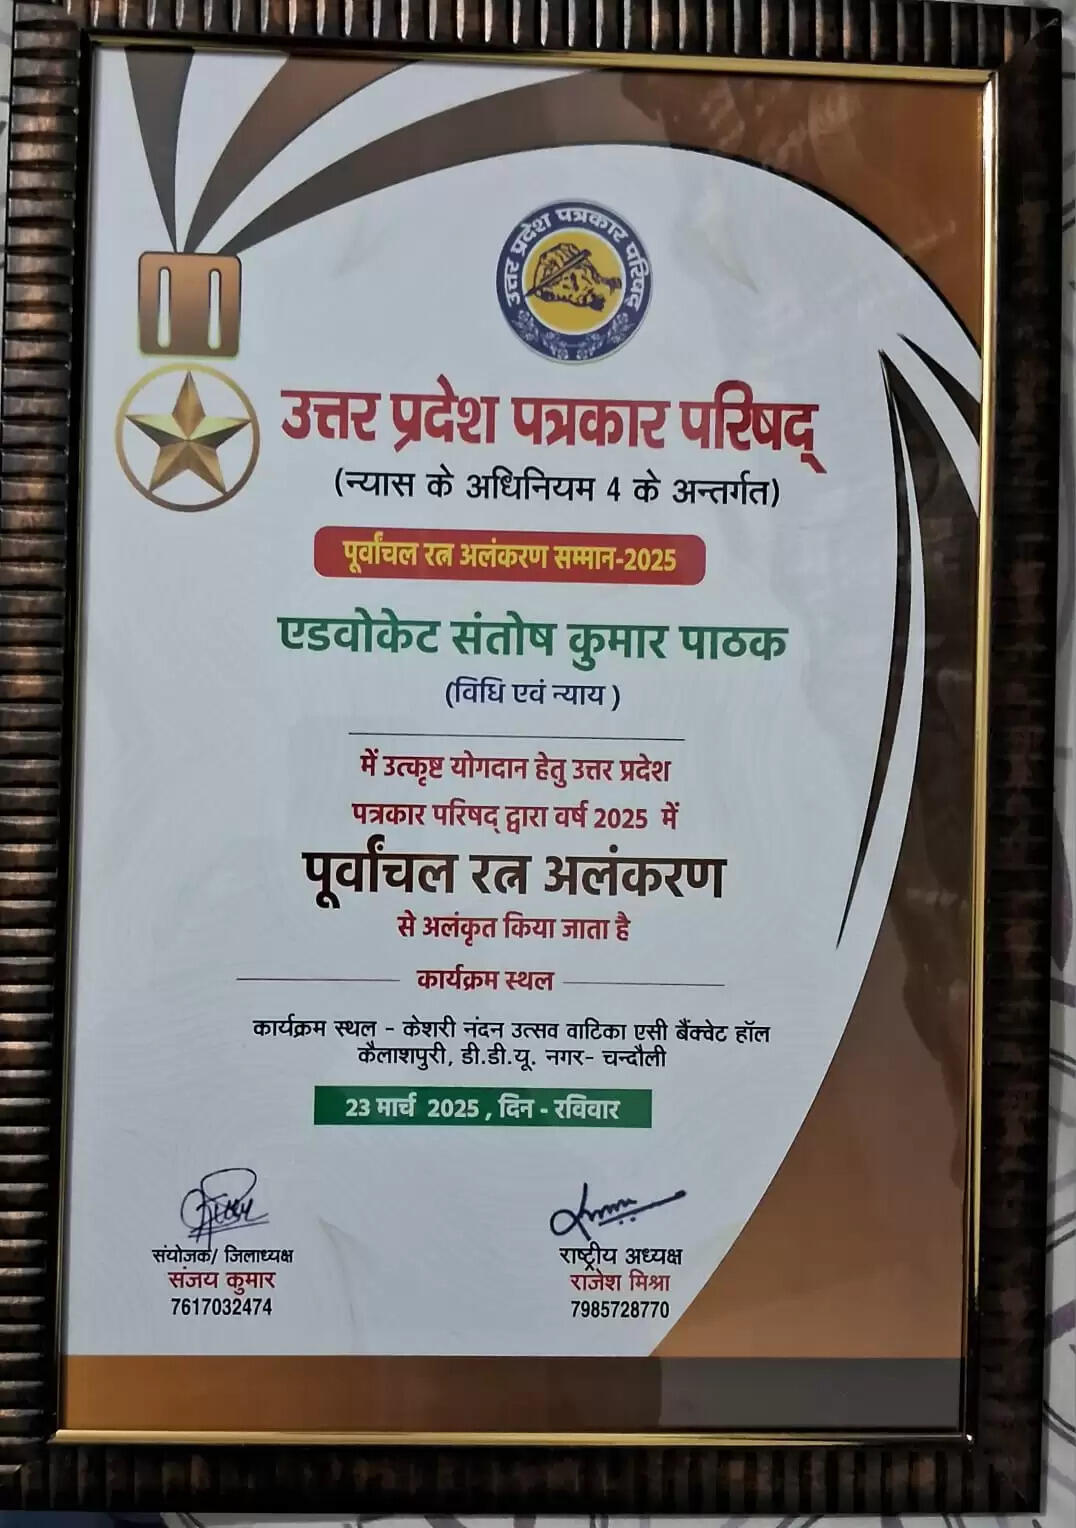 उत्तर प्रदेश पत्रकार परिषद
उत्तर प्रदेश पत्रकार परिषद्
(न्यास के अधिनियम 4 के अन्तर्गत)
पूर्वांचल रत्न अलंकरण सम्मान-2025
एडवोकेट संतोष कुमार पाठक
(विधि एवं न्याय )
में उत्कृष्ट योगदान हेतु उत्तर प्रदेश
पत्रकार परिषद् द्वारा वर्ष 2025 में
पूर्वांचल रत्न अलंकरण
से अलंकृत किया जाता है
कार्यक्रम स्थल
कार्यक्रम स्थल - केशरी नंदन उत्सव वाटिका एसी बैंक्वेट हॉल
कैलाशपुरी, डी.डी.यू. नगर- चन्दौली
23 मार्च 2025 , दिन - रविवार
संयोजक/ जिलाध्यक्ष
संजय कुमार
7617032474
राष्ट्रीय अध्यक्ष
राजेश मिश्रा
7985728770